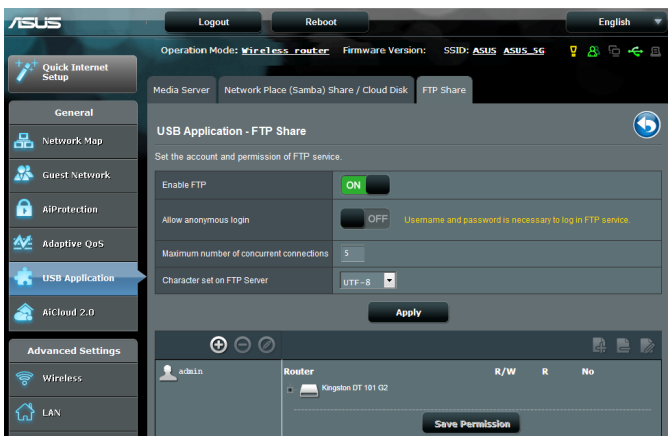 ASUS
Logout
Reboot
English
Operation Mode: Wireless router Firmware Version: SSID: ASUS ASUS_5G
Quick Internet
Setup
General
Network Map
Guest Network
AiProtection
Adaptive QoS
USB Application
AiCloud 2.0
Advanced Settings
Wireless
LAN
Media Server
Network Place (Samba) Share / Cloud Disk
FTP Share
USB Application - FTP Share
Set the account and permission of FTP service.
Enable FTP
ON
Allow anonymous login
OFF
Username and password is necessary to log in FTP service.
Maximum number of concurrent connections
5
Character set on FTP Server
UTF-8
Apply
admin
Router R/W R No
Kingston DT 101 G2
Save Permission